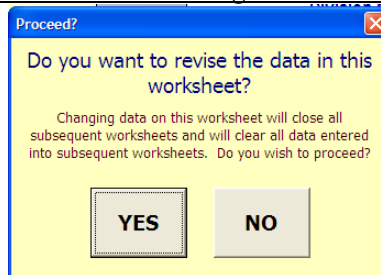 Proceed?
Do you want to revise the data in this
worksheet?
Changing data on this worksheet will close all
subsequent worksheets and will clear all data entered
into subsequent worksheets. Do you wish to proceed?
YES
NO